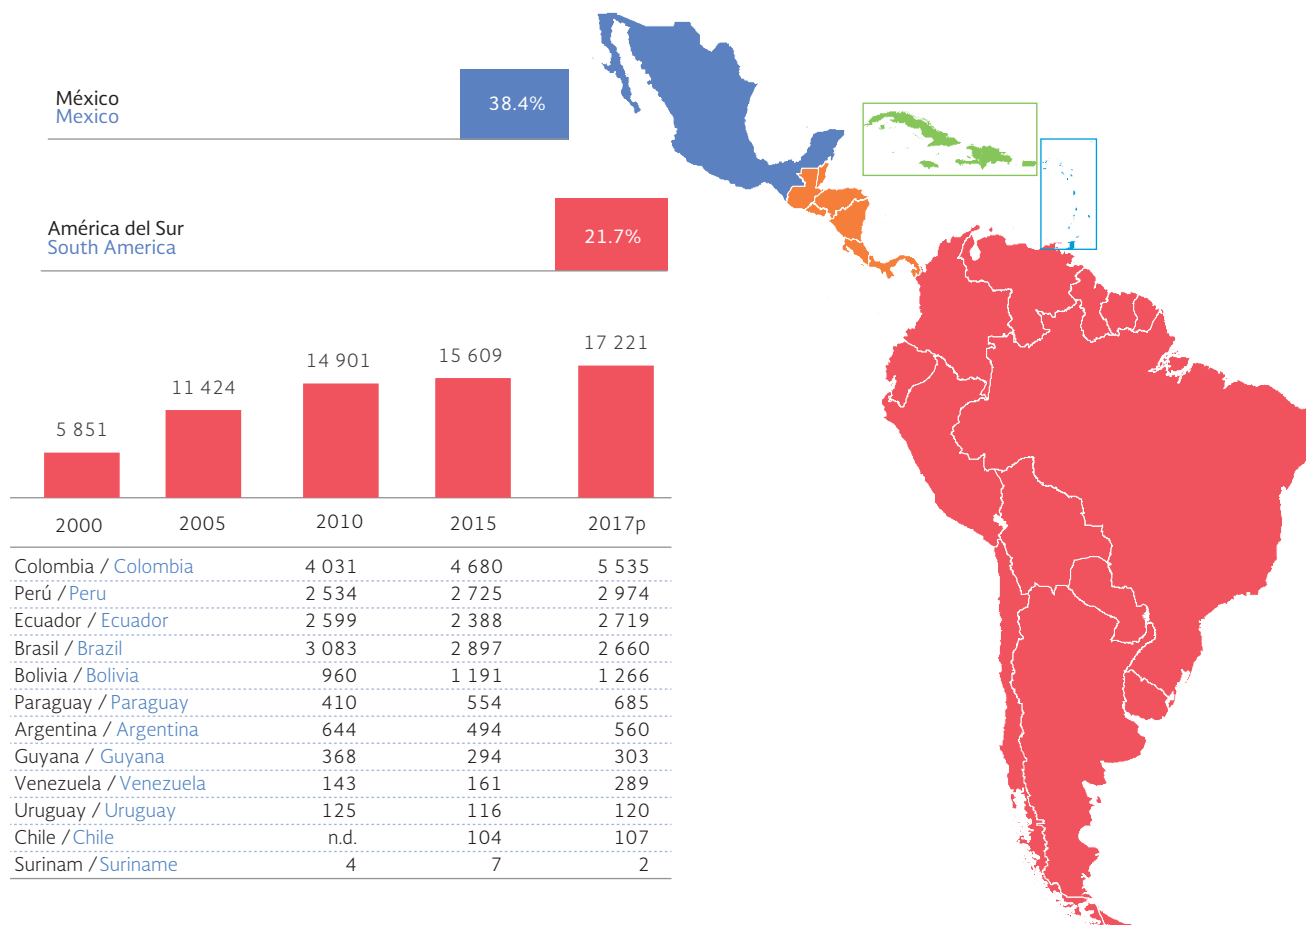 México
Mexico
38.4%
América del Sur
South America
21.7%
5 851
11 424
14 901
15 609
17 221
2000 2005 2010 2015 2017p
Colombia / Colombia 4 031 4 680 5 535
Perú / Peru 2 534 2 725 2 974
Ecuador / Ecuador 2 599 2 388 2 719
Brasil / Brazil 3 083 2 897 2 660
Bolivia / Bolivia 960 1 191 1 266
Paraguay / Paraguay 410 554 685
Argentina / Argentina 644 494 560
Guyana / Guyana 368 294 303
Venezuela / Venezuela 143 161 289
Uruguay / Uruguay 125 116 120
Chile / Chile n.d. 104 107
Surinam / Suriname 4 7 2